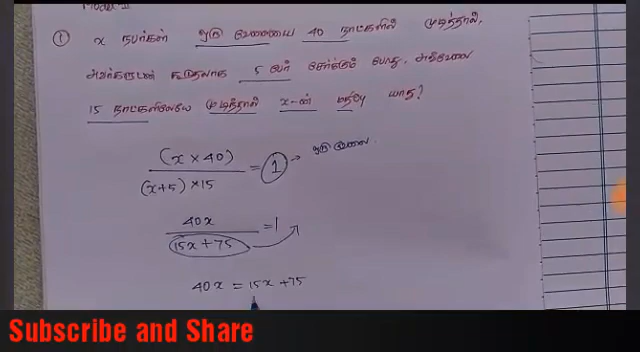 ① x நபர்கள் ஒரு வேலையை 40 நாட்களில் முடித்தால்,
அவர்களுடன் கூடுதலாக 5 பேர் சேர்க்கும் போது, அவ்வேலை
15 நாட்களிலேயே முடிந்தால் x-ன் மதிப்பு யாது?
(x × 40) / (x+5) × 15 = 1 → ஒரு வேலை.
40x / 15x + 75 = 1
40x = 15x + 75
Subscribe and Share